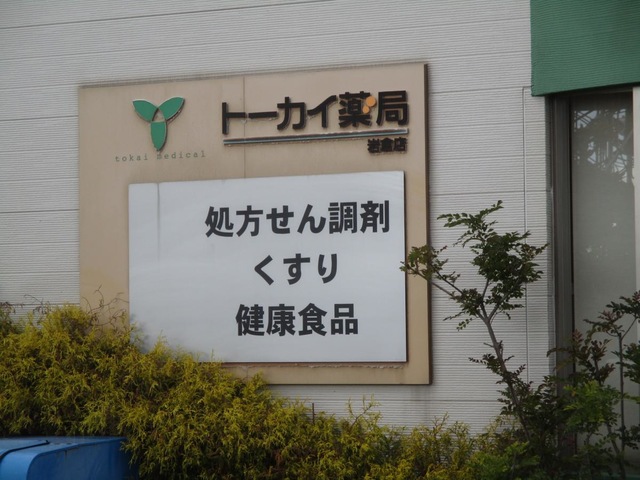 トーカイ薬局
tokai medical
岩倉店
処方せん調剤
くすり
健康食品